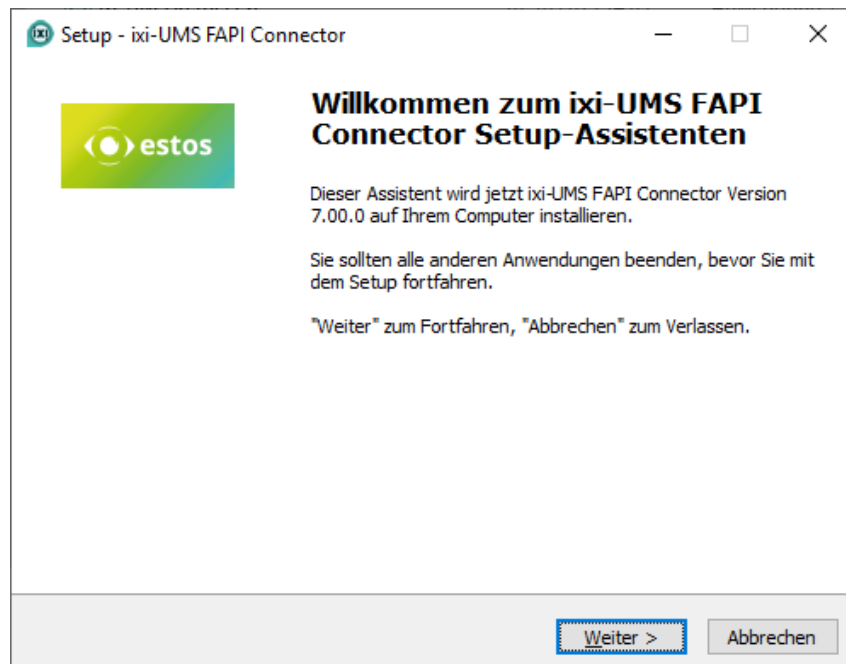 Setup - ixi-UMS FAPI Connector
estos
Willkommen zum ixi-UMS FAPI
Connector Setup-Assistenten
Dieser Assistent wird jetzt ixi-UMS FAPI Connector Version
7.00.0 auf Ihrem Computer installieren.
Sie sollten alle anderen Anwendungen beenden, bevor Sie mit
dem Setup fortfahren.
"Weiter" zum Fortfahren, "Abbrechen" zum Verlassen.
Weiter >
Abbrechen